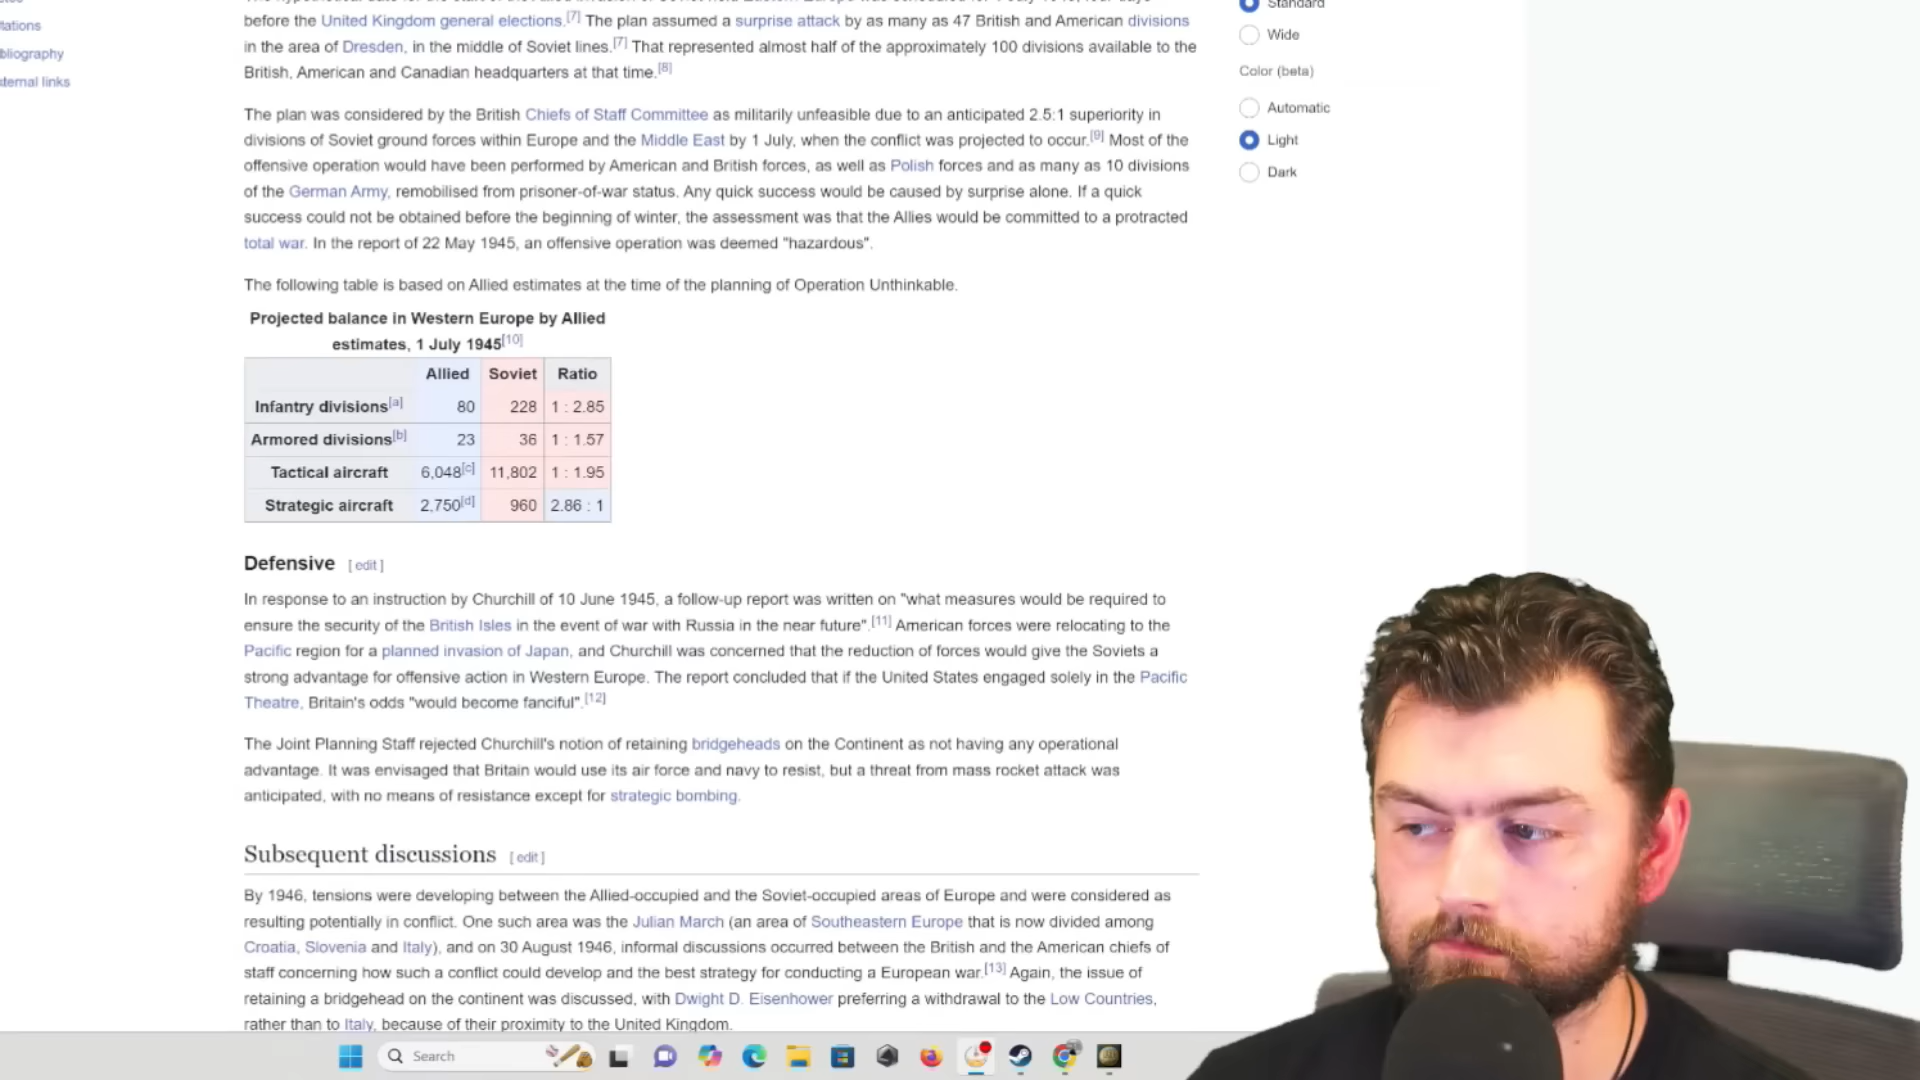 tations
bliography
ternal links
before the United Kingdom general elections.[7] The plan assumed a surprise attack by as many as 47 British and American divisions
in the area of Dresden, in the middle of Soviet lines.[7] That represented almost half of the approximately 100 divisions available to the
British, American and Canadian headquarters at that time.[8]
The plan was considered by the British Chiefs of Staff Committee as militarily unfeasible due to an anticipated 2.5:1 superiority in
divisions of Soviet ground forces within Europe and the Middle East by 1 July, when the conflict was projected to occur.[9] Most of the
offensive operation would have been performed by American and British forces, as well as Polish forces and as many as 10 divisions
of the German Army, remobilised from prisoner-of-war status. Any quick success would be caused by surprise alone. If a quick
success could not be obtained before the beginning of winter, the assessment was that the Allies would be committed to a protracted
total war. In the report of 22 May 1945, an offensive operation was deemed "hazardous".
The following table is based on Allied estimates at the time of the planning of Operation Unthinkable.
Projected balance in Western Europe by Allied
estimates, 1 July 1945[10]
Allied Soviet Ratio
Infantry divisions[a] 80 228 1 : 2.85
Armored divisions[b] 23 36 1 : 1.57
Tactical aircraft 6,048[c] 11,802 1 : 1.95
Strategic aircraft 2,750[d] 960 2.86 : 1
Defensive [ edit ]
In response to an instruction by Churchill of 10 June 1945, a follow-up report was written on "what measures would be required to
ensure the security of the British Isles in the event of war with Russia in the near future".[11] American forces were relocating to the
Pacific region for a planned invasion of Japan, and Churchill was concerned that the reduction of forces would give the Soviets a
strong advantage for offensive action in Western Europe. The report concluded that if the United States engaged solely in the Pacific
Theatre, Britain's odds "would become fanciful".[12]
The Joint Planning Staff rejected Churchill's notion of retaining bridgeheads on the Continent as not having any operational
advantage. It was envisaged that Britain would use its air force and navy to resist, but a threat from mass rocket attack was
anticipated, with no means of resistance except for strategic bombing.
Subsequent discussions [ edit ]
By 1946, tensions were developing between the Allied-occupied and the Soviet-occupied areas of Europe and were considered as
resulting potentially in conflict. One such area was the Julian March (an area of Southeastern Europe that is now divided among
Croatia, Slovenia and Italy), and on 30 August 1946, informal discussions occurred between the British and the American chiefs of
staff concerning how such a conflict could develop and the best strategy for conducting a European war.[13] Again, the issue of
retaining a bridgehead on the continent was discussed, with Dwight D. Eisenhower preferring a withdrawal to the Low Countries,
rather than to Italy, because of their proximity to the United Kingdom.
Standard
Wide
Color (beta)
Automatic
Light
Dark
Search